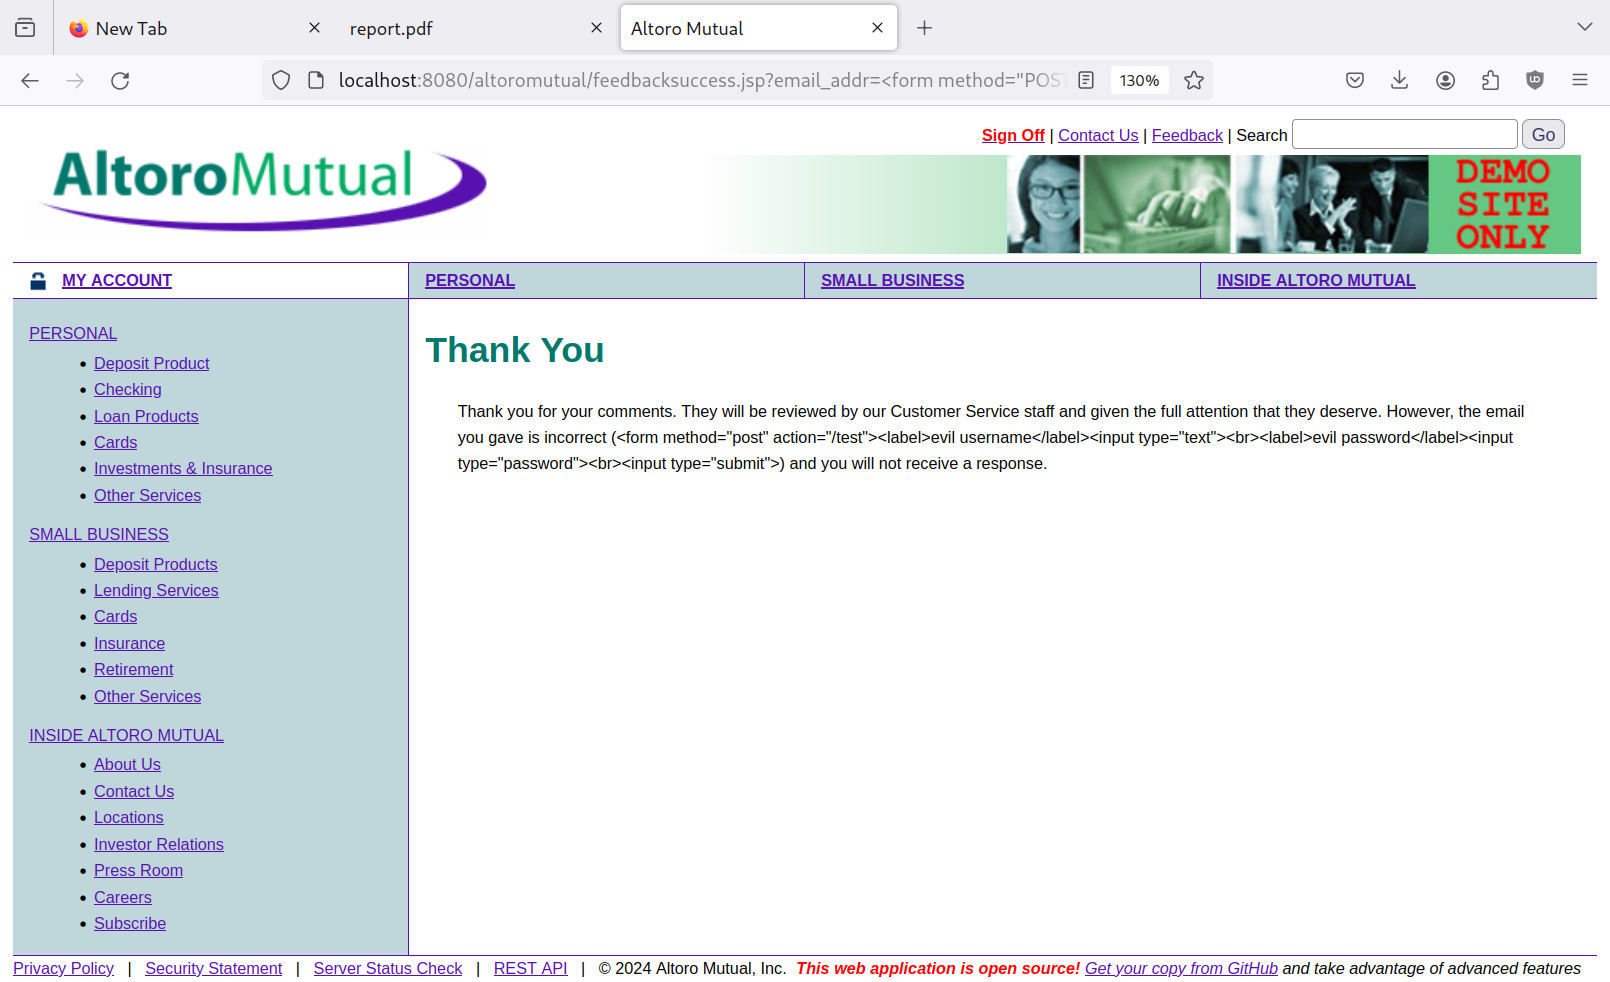 New Tab
report.pdf
Altoro Mutual
localhost:8080/altoromutual/feedbacksuccess.jsp?email_addr=<form method="POST
130%
Sign Off | Contact Us | Feedback | Search Go
AltoroMutual
DEMO
SITE
ONLY
MY ACCOUNT
PERSONAL
SMALL BUSINESS
INSIDE ALTORO MUTUAL
PERSONAL
• Deposit Product
• Checking
• Loan Products
• Cards
• Investments & Insurance
• Other Services
SMALL BUSINESS
• Deposit Products
• Lending Services
• Cards
• Insurance
• Retirement
• Other Services
INSIDE ALTORO MUTUAL
• About Us
• Contact Us
• Locations
• Investor Relations
• Press Room
• Careers
• Subscribe
Thank You
Thank you for your comments. They will be reviewed by our Customer Service staff and given the full attention that they deserve. However, the email
you gave is incorrect (<form method="post" action="/test"><label>evil username</label><input type="text"><br><label>evil password</label><input
type="password"><br><input type="submit">) and you will not receive a response.
Privacy Policy | Security Statement | Server Status Check | REST API | © 2024 Altoro Mutual, Inc. This web application is open source! Get your copy from GitHub and take advantage of advanced features